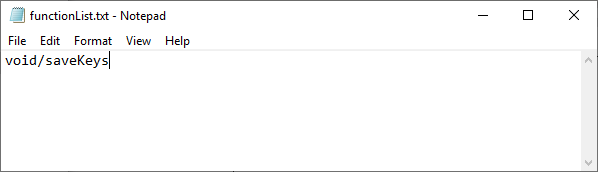 functionList.txt - Notepad
File Edit Format View Help
void/saveKeys